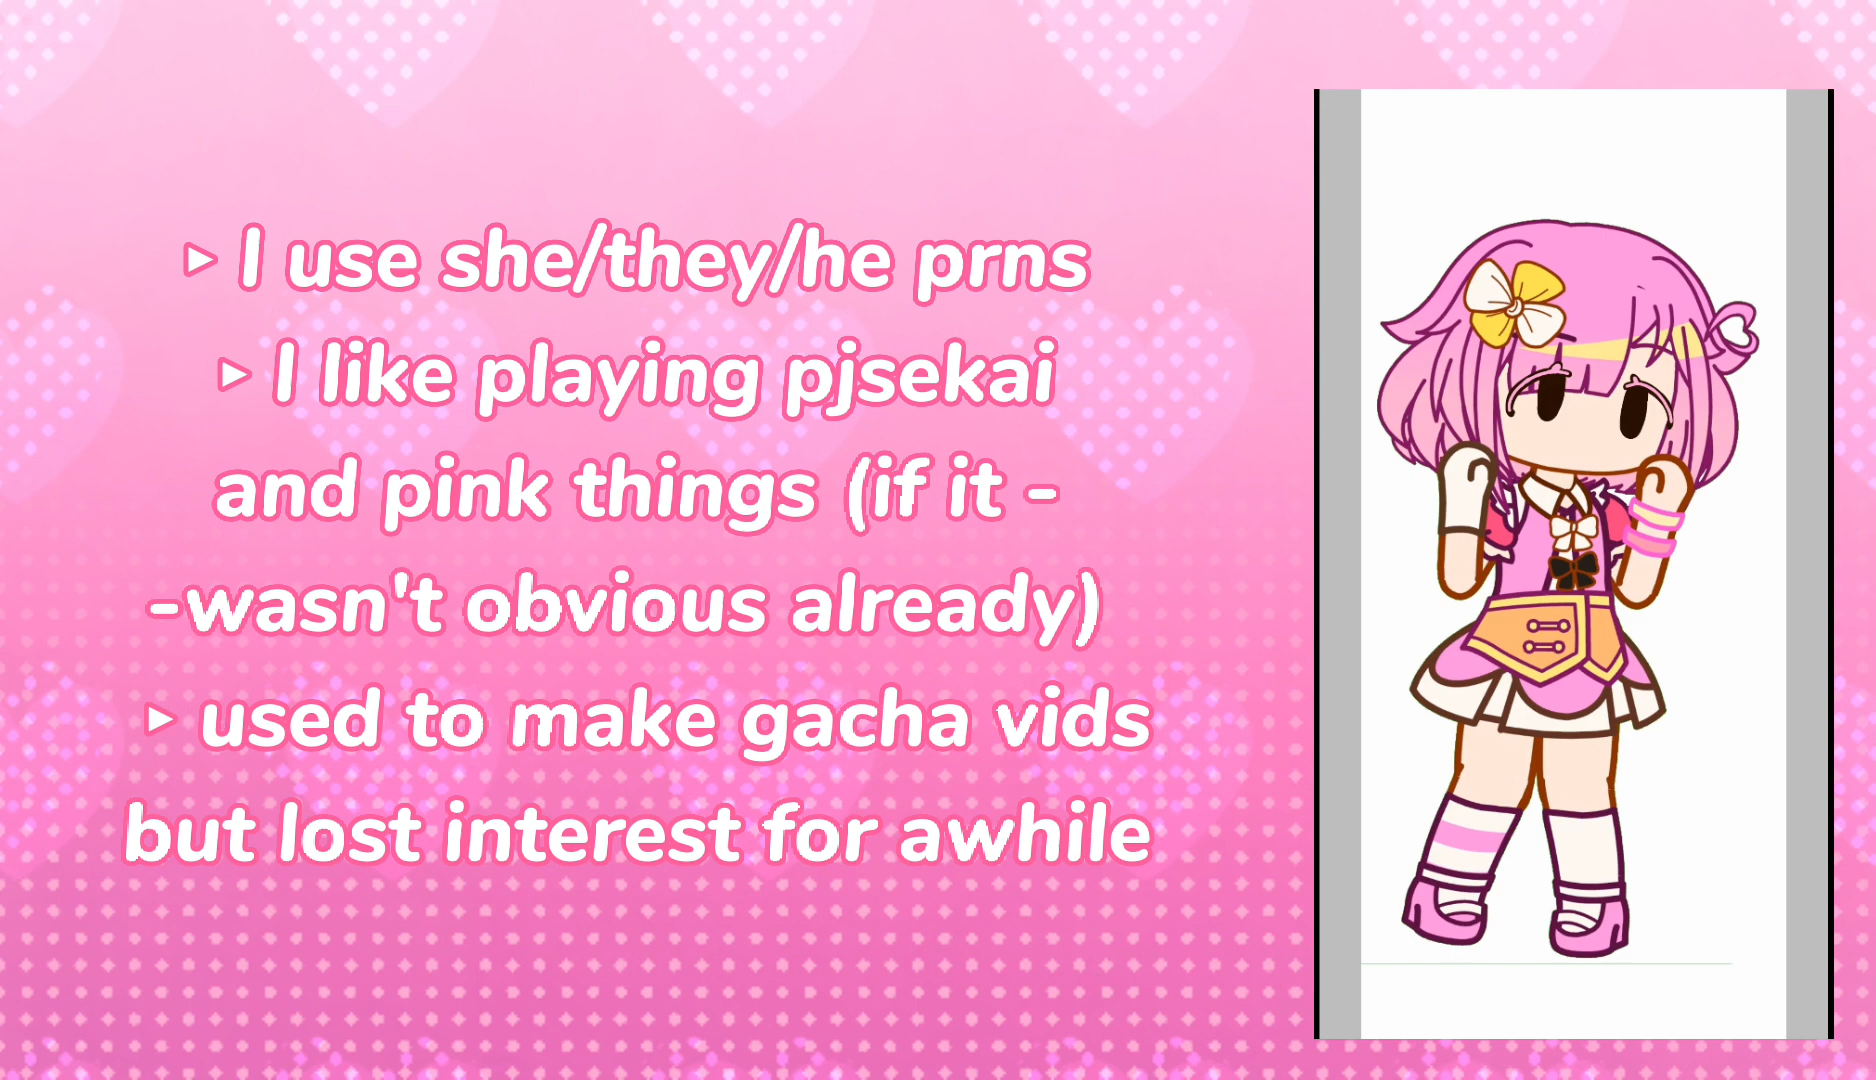 ▸ I use she/they/he prns
▸ I like playing pjsekai
and pink things (if it -
-wasn't obvious already)
▸ used to make gacha vids
but lost interest for awhile